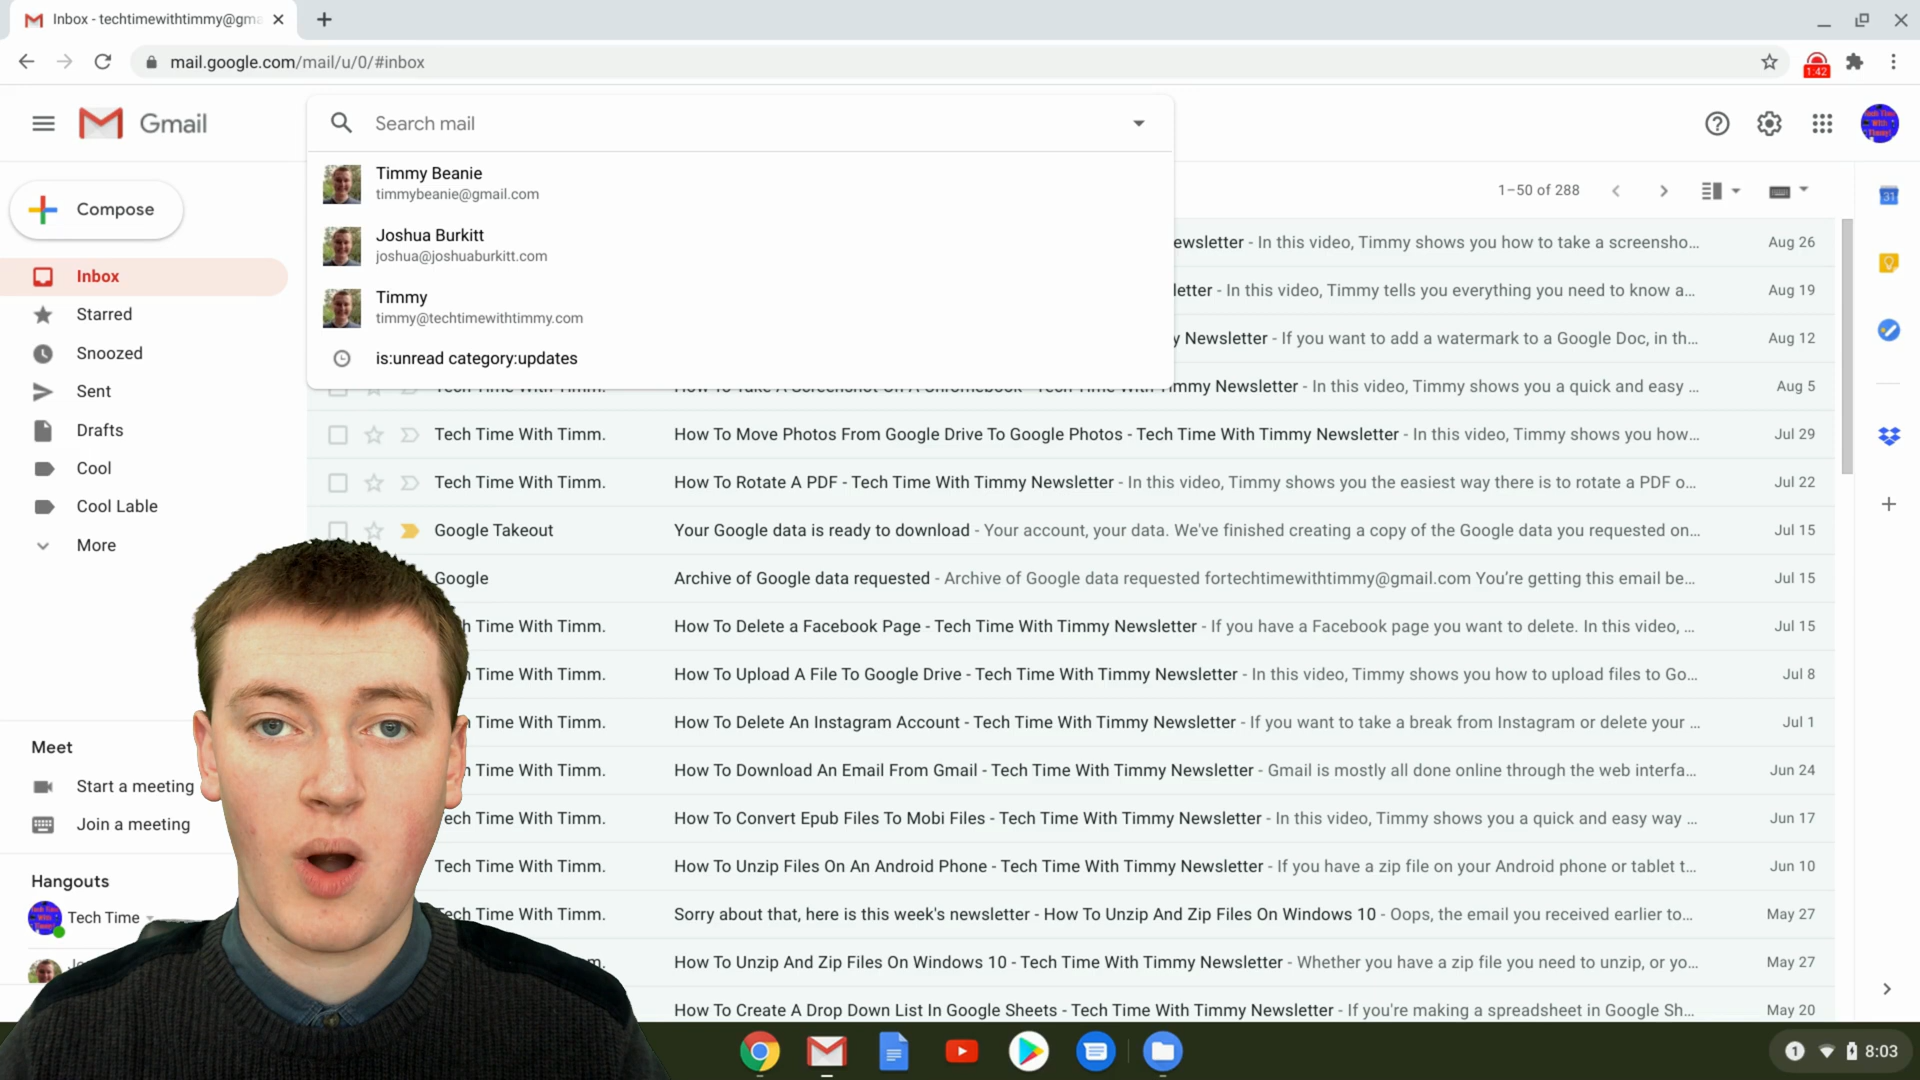 Inbox - techtimewithtimmy@gma
mail.google.com/mail/u/0/#inbox
1:42
Gmail
Search mail
Timmy Beanie
timmybeanie@gmail.com
Joshua Burkitt
joshua@joshuaburkitt.com
Timmy
timmy@techtimewithtimmy.com
is:unread category:updates
1–50 of 288
Compose
Inbox
Starred
Snoozed
Sent
Drafts
Cool
Cool Lable
More
ewsletter - In this video, Timmy shows you how to take a screensho... Aug 26
letter - In this video, Timmy tells you everything you need to know a... Aug 19
y Newsletter - If you want to add a watermark to a Google Doc, in th... Aug 12
Tech Time With Timm. How To Take A Screenshot On A Chromebook - Tech Time With Timmy Newsletter - In this video, Timmy shows you a quick and easy ... Aug 5
Tech Time With Timm. How To Move Photos From Google Drive To Google Photos - Tech Time With Timmy Newsletter - In this video, Timmy shows you how... Jul 29
Tech Time With Timm. How To Rotate A PDF - Tech Time With Timmy Newsletter - In this video, Timmy shows you the easiest way there is to rotate a PDF o... Jul 22
Google Takeout Your Google data is ready to download - Your account, your data. We've finished creating a copy of the Google data you requested on... Jul 15
Google Archive of Google data requested - Archive of Google data requested fortechtimewithtimmy@gmail.com You're getting this email be... Jul 15
h Time With Timm. How To Delete a Facebook Page - Tech Time With Timmy Newsletter - If you have a Facebook page you want to delete. In this video, ... Jul 15
h Time With Timm. How To Upload A File To Google Drive - Tech Time With Timmy Newsletter - In this video, Timmy shows you how to upload files to Go... Jul 8
h Time With Timm. How To Delete An Instagram Account - Tech Time With Timmy Newsletter - If you want to take a break from Instagram or delete your ... Jul 1
h Time With Timm. How To Download An Email From Gmail - Tech Time With Timmy Newsletter - Gmail is mostly all done online through the web interfa... Jun 24
ech Time With Timm. How To Convert Epub Files To Mobi Files - Tech Time With Timmy Newsletter - In this video, Timmy shows you a quick and easy way ... Jun 17
Tech Time With Timm. How To Unzip Files On An Android Phone - Tech Time With Timmy Newsletter - If you have a zip file on your Android phone or tablet t... Jun 10
Tech Time With Timm. Sorry about that, here is this week's newsletter - How To Unzip And Zip Files On Windows 10 - Oops, the email you received earlier to... May 27
m. How To Unzip And Zip Files On Windows 10 - Tech Time With Timmy Newsletter - Whether you have a zip file you need to unzip, or yo... May 27
How To Create A Drop Down List In Google Sheets - Tech Time With Timmy Newsletter - If you're making a spreadsheet in Google Sh... May 20
Meet
Start a meeting
Join a meeting
Hangouts
Tech Time
31
1 8:03